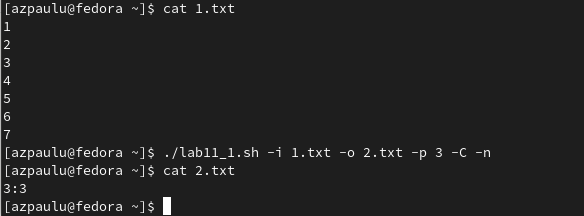 [azpaulu@fedora ~]$ cat 1.txt
1
2
3
4
5
6
7
[azpaulu@fedora ~]$ ./lab11_1.sh -i 1.txt -o 2.txt -p 3 -C -n
[azpaulu@fedora ~]$ cat 2.txt
3:3
[azpaulu@fedora ~]$